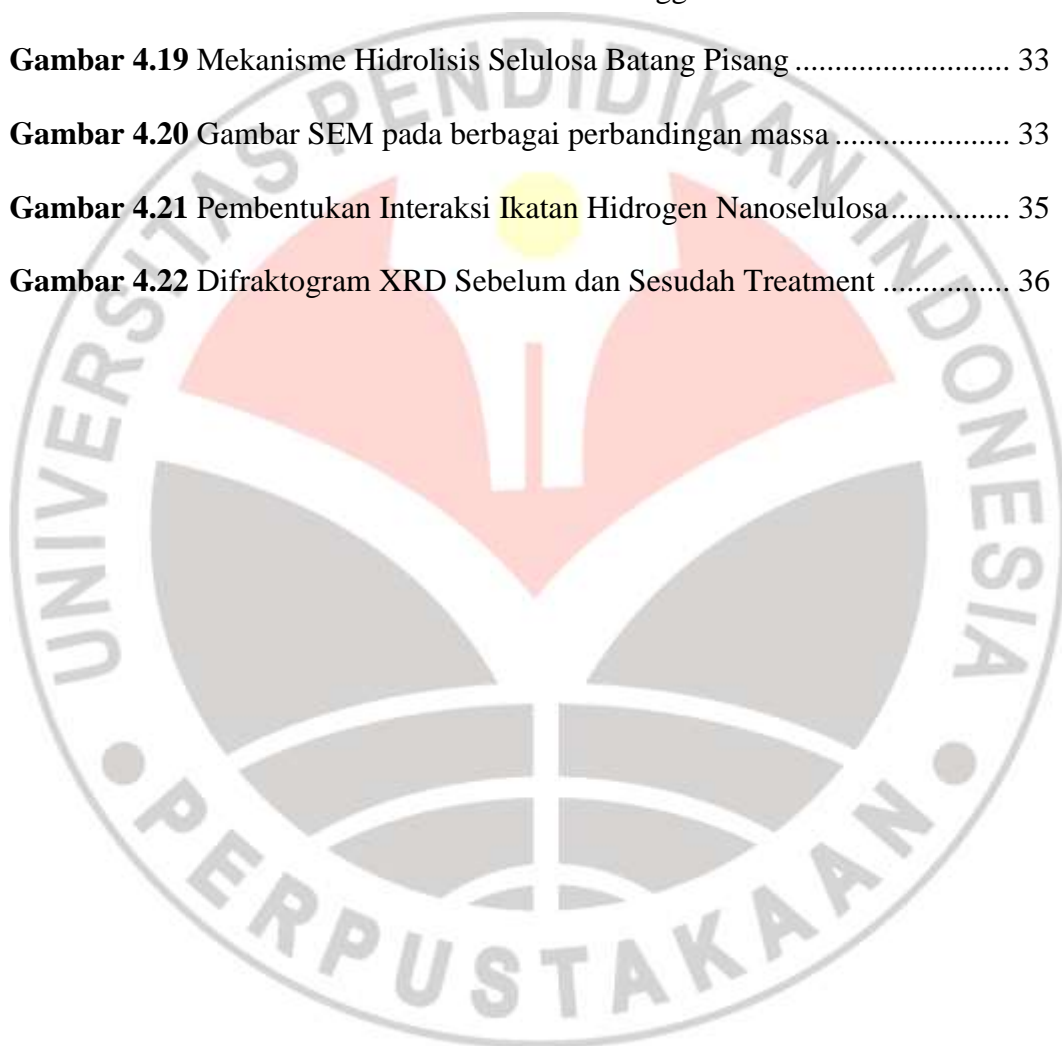 Gambar 4.19 Mekanisme Hidrolisis Selulosa Batang Pisang ........................... 33
Gambar 4.20 Gambar SEM pada berbagai perbandingan massa ...................... 33
Gambar 4.21 Pembentukan Interaksi Ikatan Hidrogen Nanoselulosa............... 35
Gambar 4.22 Difraktogram XRD Sebelum dan Sesudah Treatment ................ 36
UNIVERSITAS PENDIDIKAN INDONESIA
PERPUSTAKAAN